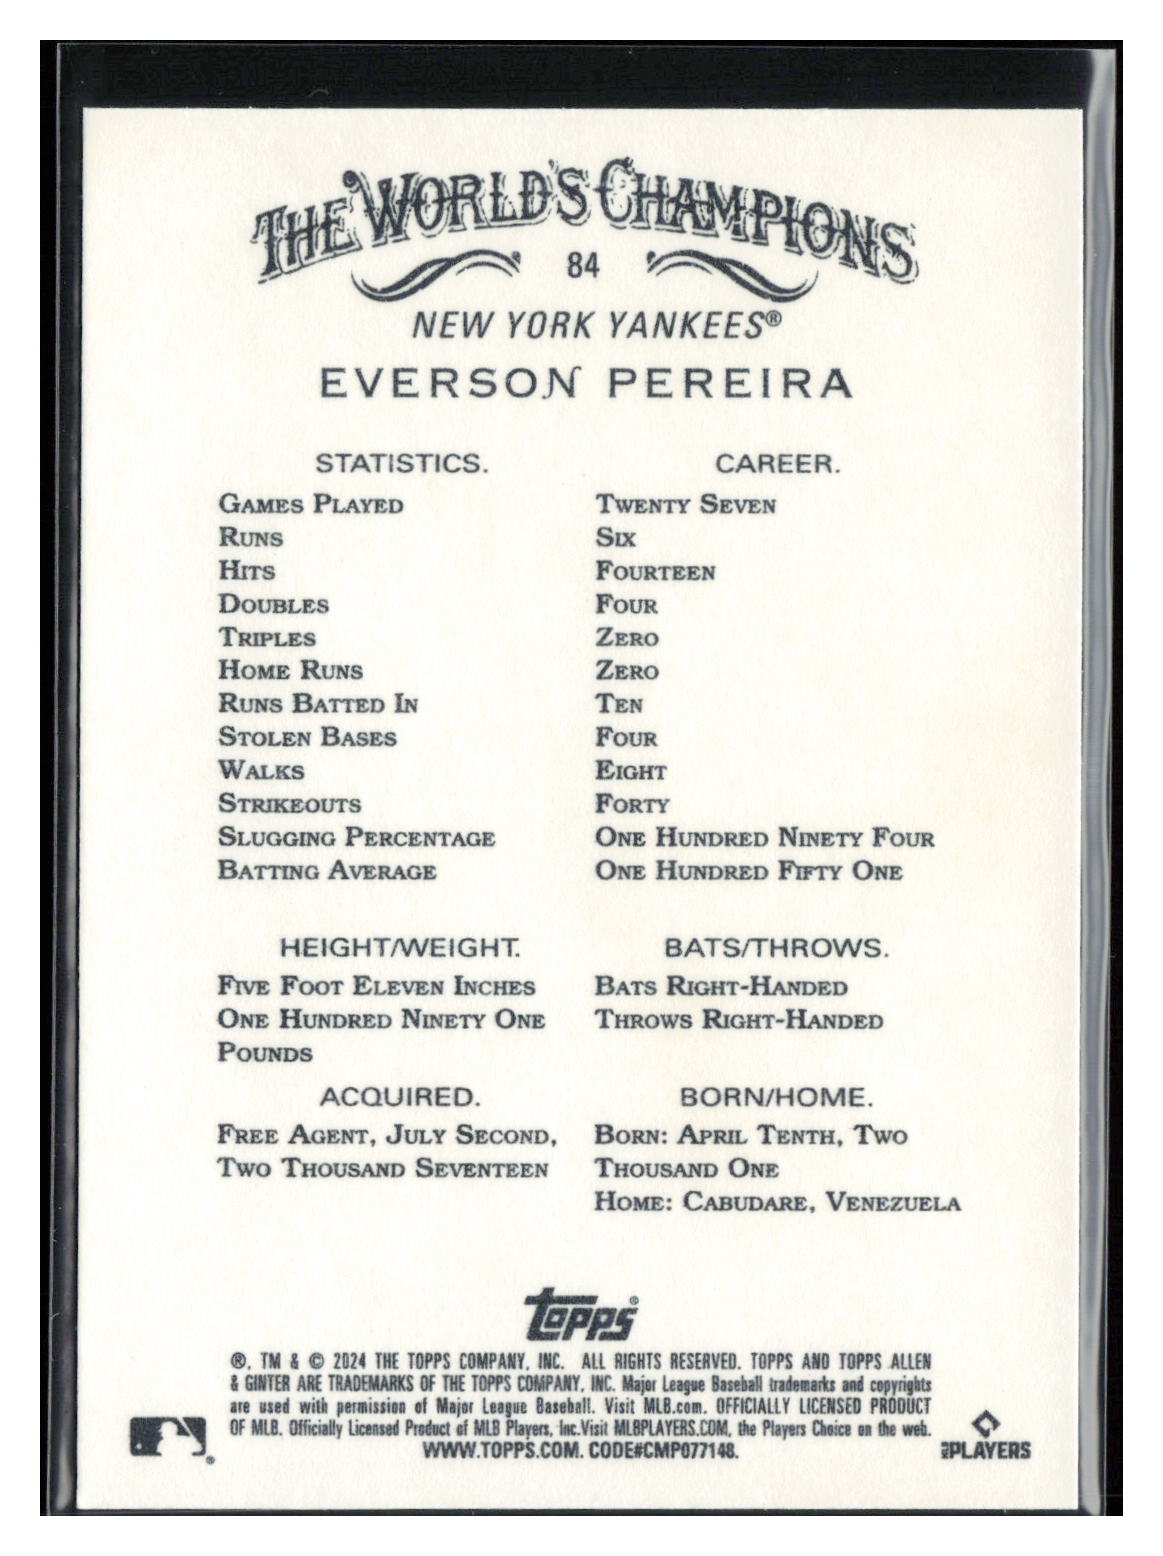 THE WORLD'S CHAMPIONS
84
NEW YORK YANKEES®
EVERSON PEREIRA
STATISTICS. CAREER.
GAMES PLAYED TWENTY SEVEN
RUNS SIX
HITS FOURTEEN
DOUBLES FOUR
TRIPLES ZERO
HOME RUNS ZERO
RUNS BATTED IN TEN
STOLEN BASES FOUR
WALKS EIGHT
STRIKEOUTS FORTY
SLUGGING PERCENTAGE ONE HUNDRED NINETY FOUR
BATTING AVERAGE ONE HUNDRED FIFTY ONE
HEIGHT/WEIGHT. BATS/THROWS.
FIVE FOOT ELEVEN INCHES BATS RIGHT-HANDED
ONE HUNDRED NINETY ONE THROWS RIGHT-HANDED
POUNDS
ACQUIRED. BORN/HOME.
FREE AGENT, JULY SECOND, BORN: APRIL TENTH, TWO
TWO THOUSAND SEVENTEEN THOUSAND ONE
HOME: CABUDARE, VENEZUELA
topps®
®, TM & © 2024 THE TOPPS COMPANY, INC. ALL RIGHTS RESERVED. TOPPS AND TOPPS ALLEN
& GINTER ARE TRADEMARKS OF THE TOPPS COMPANY, INC. Major League Baseball trademarks and copyrights
are used with permission of Major League Baseball. Visit MLB.com. OFFICIALLY LICENSED PRODUCT
OF MLB. Officially Licensed Product of MLB Players, Inc.Visit MLBPLAYERS.COM, the Players Choice on the web.
WWW.TOPPS.COM. CODE#CMP077148.
MLB PLAYERS